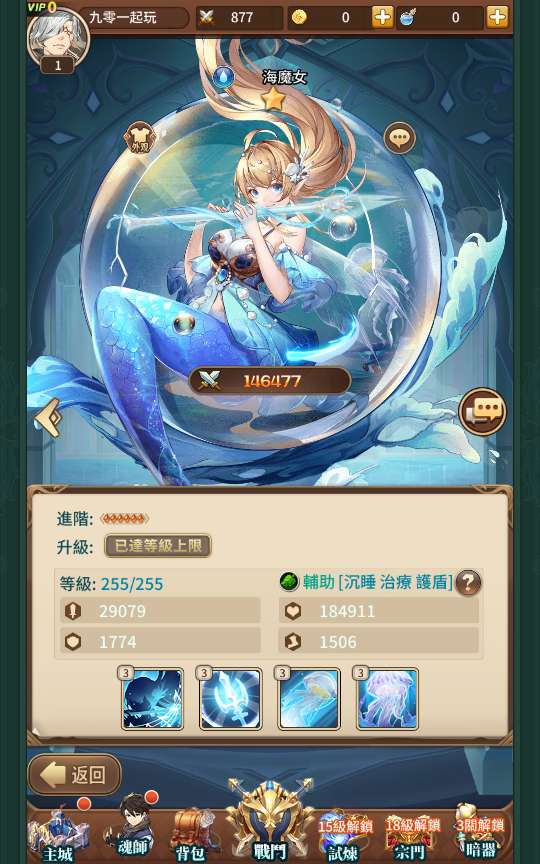 VIP 0
九零一起玩
877
0
0
1
海魔女
外观
146477
進階:
升級: 已達等級上限
等級: 255/255
輔助 [沉睡 治療 護盾] ?
29079
184911
1774
1506
3
3
3
3
返回
15級解鎖
18級解鎖
3關解鎖
主城
魂師
背包
戰鬥
試煉
宗門
暗器